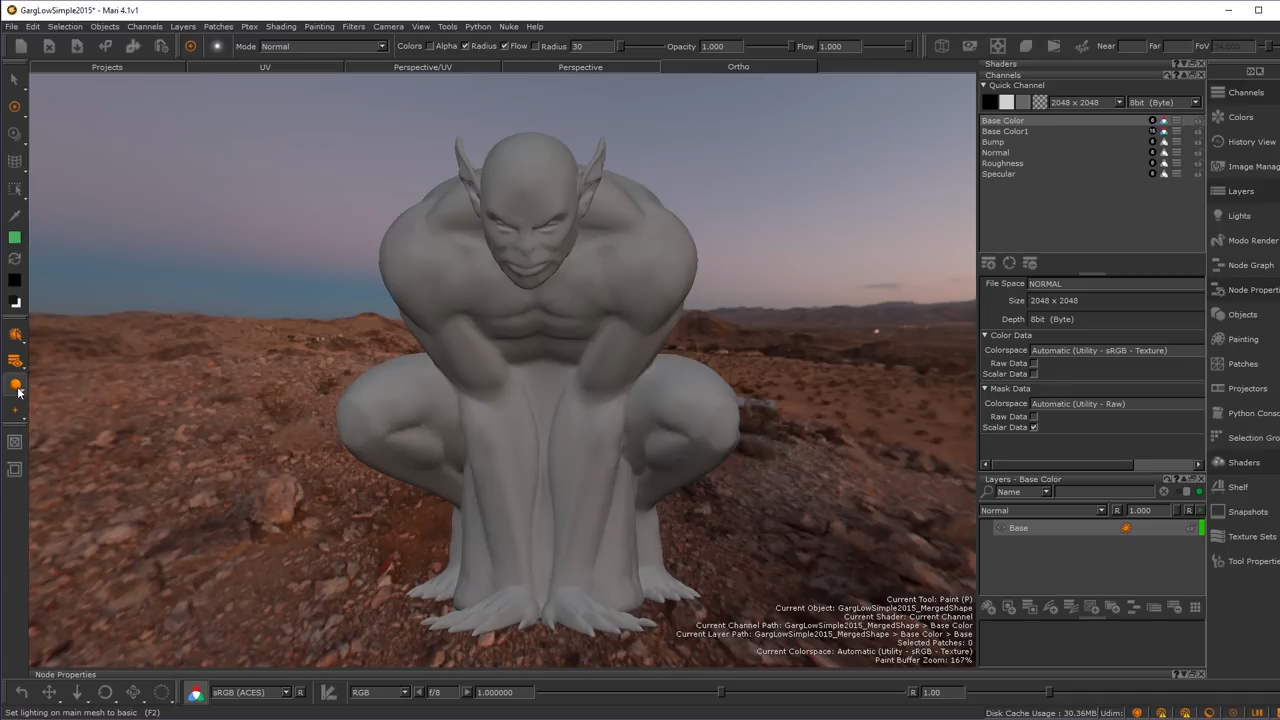 GargLowSimple2015* - Mari 4.1v1
File Edit Selection Objects Channels Layers Patches Ptex Shading Painting Filters Camera View Tools Python Nuke Help
Mode Normal Colors Alpha Radius Flow Radius 30 Opacity 1.000 Flow 1.000 Near Far FoV
Projects UV Perspective/UV Perspective Ortho
Shaders
Channels
Quick Channel
2048 x 2048 8bit (Byte)
Base Color
Base Color1
Bump
Normal
Roughness
Specular
File Space NORMAL
Size 2048 x 2048
Depth 8bit (Byte)
Color Data
Colorspace Automatic (Utility - sRGB - Texture)
Raw Data
Scalar Data
Mask Data
Colorspace Automatic (Utility - Raw)
Raw Data
Scalar Data
Layers - Base Color
Name
Normal R 1.000 R
Base
Channels
Colors
History View
Image Manag
Layers
Lights
Modo Render
Node Graph
Node Properti
Objects
Painting
Patches
Projectors
Python Conso
Selection Gro
Shaders
Shelf
Snapshots
Texture Sets
Tool Properti
Current Tool: Paint (P)
Current Object: GargLowSimple2015_MergedShape
Current Shader: Current Channel
Current Channel Path: GargLowSimple2015_MergedShape > Base Color
Current Layer Path: GargLowSimple2015_MergedShape > Base Color > Base
Selected Patches: 0
Current Colorspace: Automatic (Utility - sRGB - Texture)
Paint Buffer Zoom: 167%
Node Properties
sRGB (ACES) R RGB f/8 1.000000 R 1.00
Set lighting on main mesh to basic (F2)
Disk Cache Usage : 30.36MB Udim: